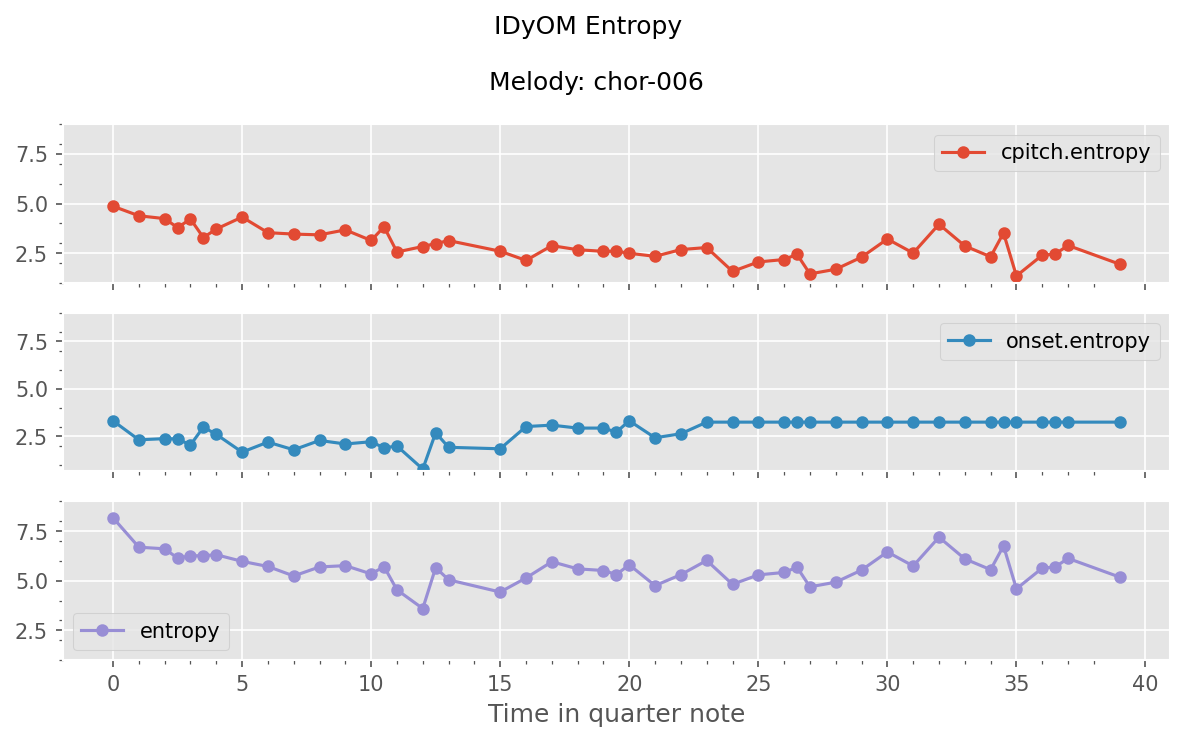 IDyOM Entropy
Melody: chor-006
7.5
5.0
2.5
cpitch.entropy
7.5
5.0
2.5
onset.entropy
7.5
5.0
2.5
entropy
0 5 10 15 20 25 30 35 40
Time in quarter note